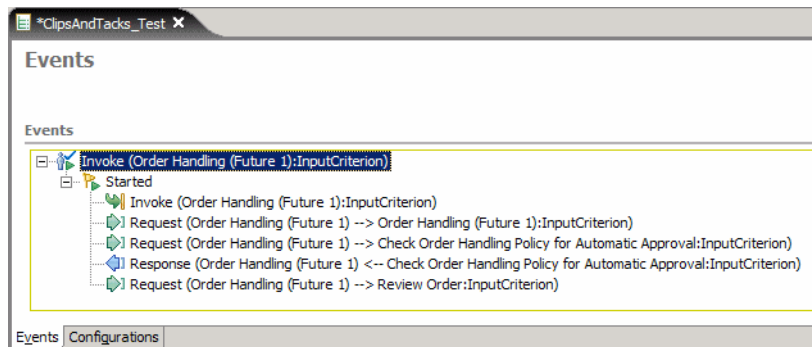 *ClipsAndTacks_Test
Events
Events
Invoke (Order Handling (Future 1):InputCriterion)
Started
Invoke (Order Handling (Future 1):InputCriterion)
Request (Order Handling (Future 1) --> Order Handling (Future 1):InputCriterion)
Request (Order Handling (Future 1) --> Check Order Handling Policy for Automatic Approval:InputCriterion)
Response (Order Handling (Future 1) <-- Check Order Handling Policy for Automatic Approval:InputCriterion)
Request (Order Handling (Future 1) --> Review Order:InputCriterion)
Events Configurations